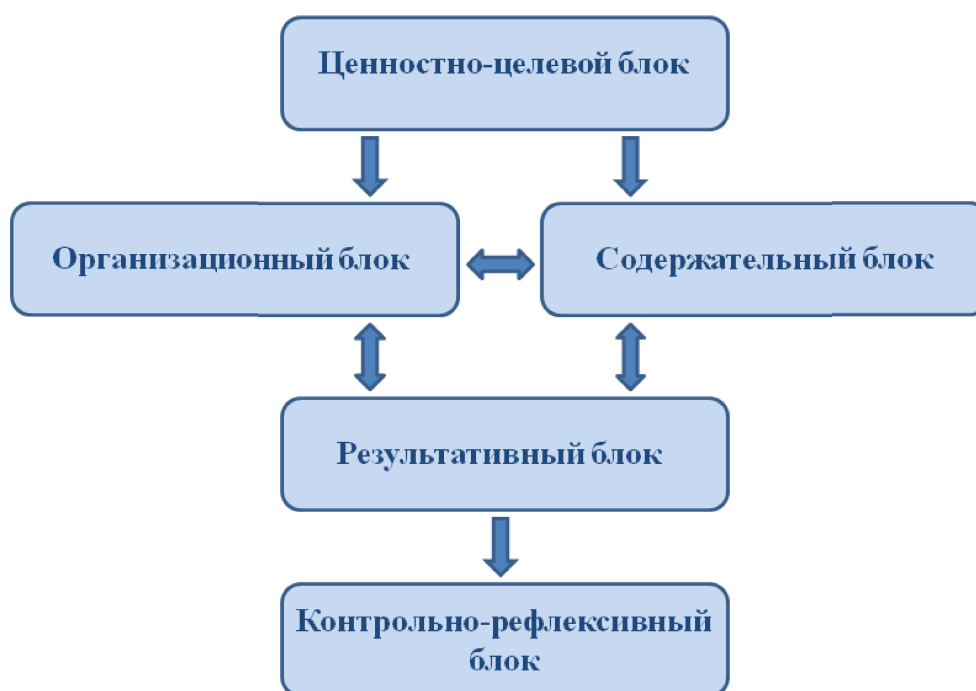 Ценностно-целевой блок
Организационный блок
Содержательный блок
Результативный блок
Контрольно-рефлексивный
блок